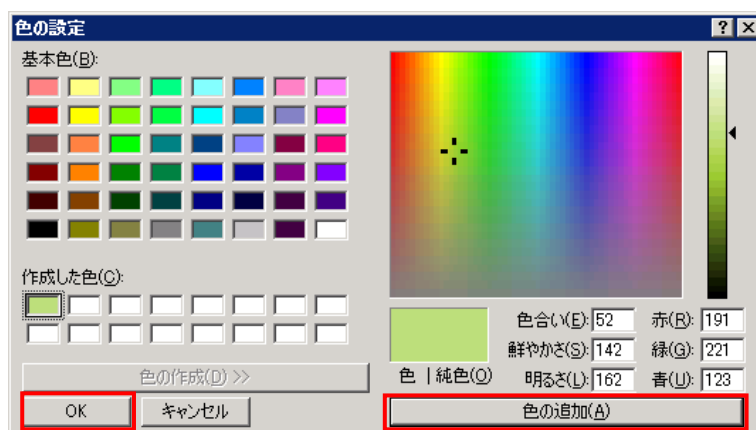 色の設定
基本色(B):
作成した色(C):
色の作成(D) >>
OK キャンセル
色 | 純色(O)
色合い(E): 52 赤(R): 191
鮮やかさ(S): 142 緑(G): 221
明るさ(L): 162 青(U): 123
色の追加(A)